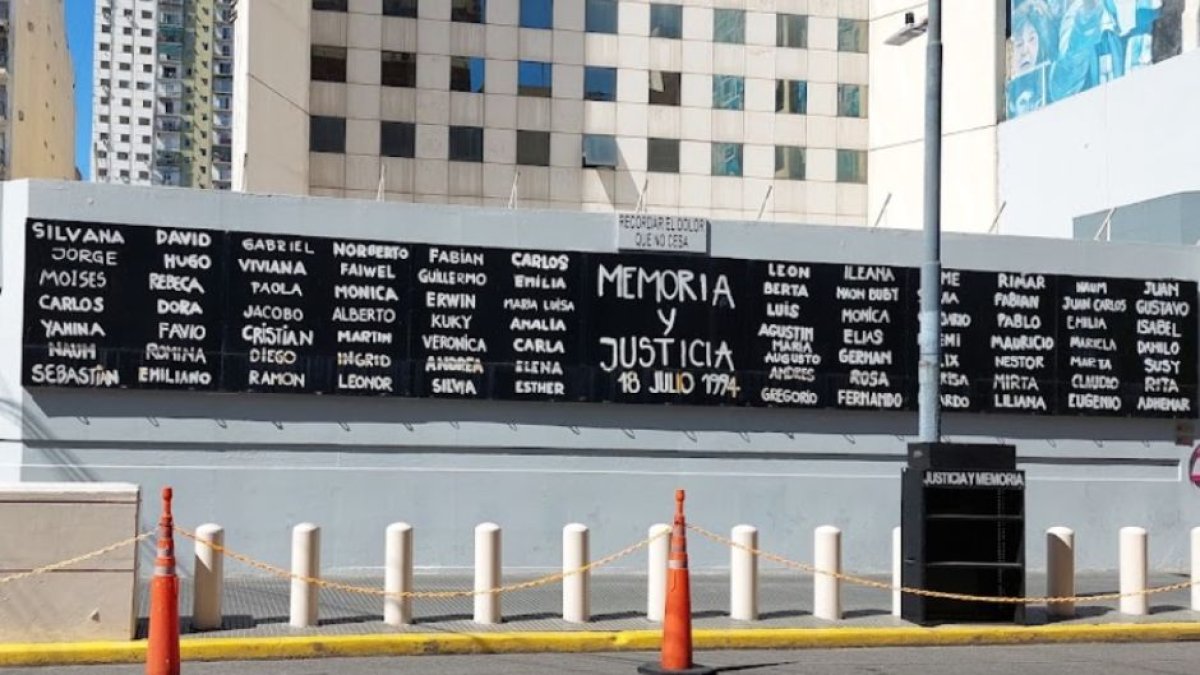 RECORDAR EL DOLOR
QUE NO CESA
SILVANA
JORGE
MOISES
CARLOS
YANINA
NAUM
SEBASTIAN
DAVID
HUGO
REBECA
DORA
FAVIO
ROMINA
EMILIANO
GABRIEL
VIVIANA
PAOLA
JACOBO
CRISTIAN
DIEGO
RAMON
NORBERTO
FAIWEL
MONICA
ALBERTO
MARTIN
INGRID
LEONOR
FABIAN
GUILLERMO
ERWIN
KUKY
VERONICA
ANDREA
SILVIA
CARLOS
EMILIA
MARIA LUISA
AMALIA
CARLA
ELENA
ESTHER
MEMORIA
Y
JUSTICIA
18 JULIO 1994
LEON
BERTA
LUIS
AGUSTIN
MARIA
AUGUSTO
ANDRES
GREGORIO
ILEANA
NAON BUBY
MONICA
ELIAS
GERMAN
ROSA
FERNANDO
RIMAR
FABIAN
PABLO
MAURICIO
NESTOR
MIRTA
LILIANA
NAUM
JUAN CARLOS
EMILIA
MARIELA
MARTA
CLAUDIO
EUGENIO
JUAN
GUSTAVO
ISABEL
DANILO
SUSY
RITA
ADHEMAR
JUSTICIA Y MEMORIA